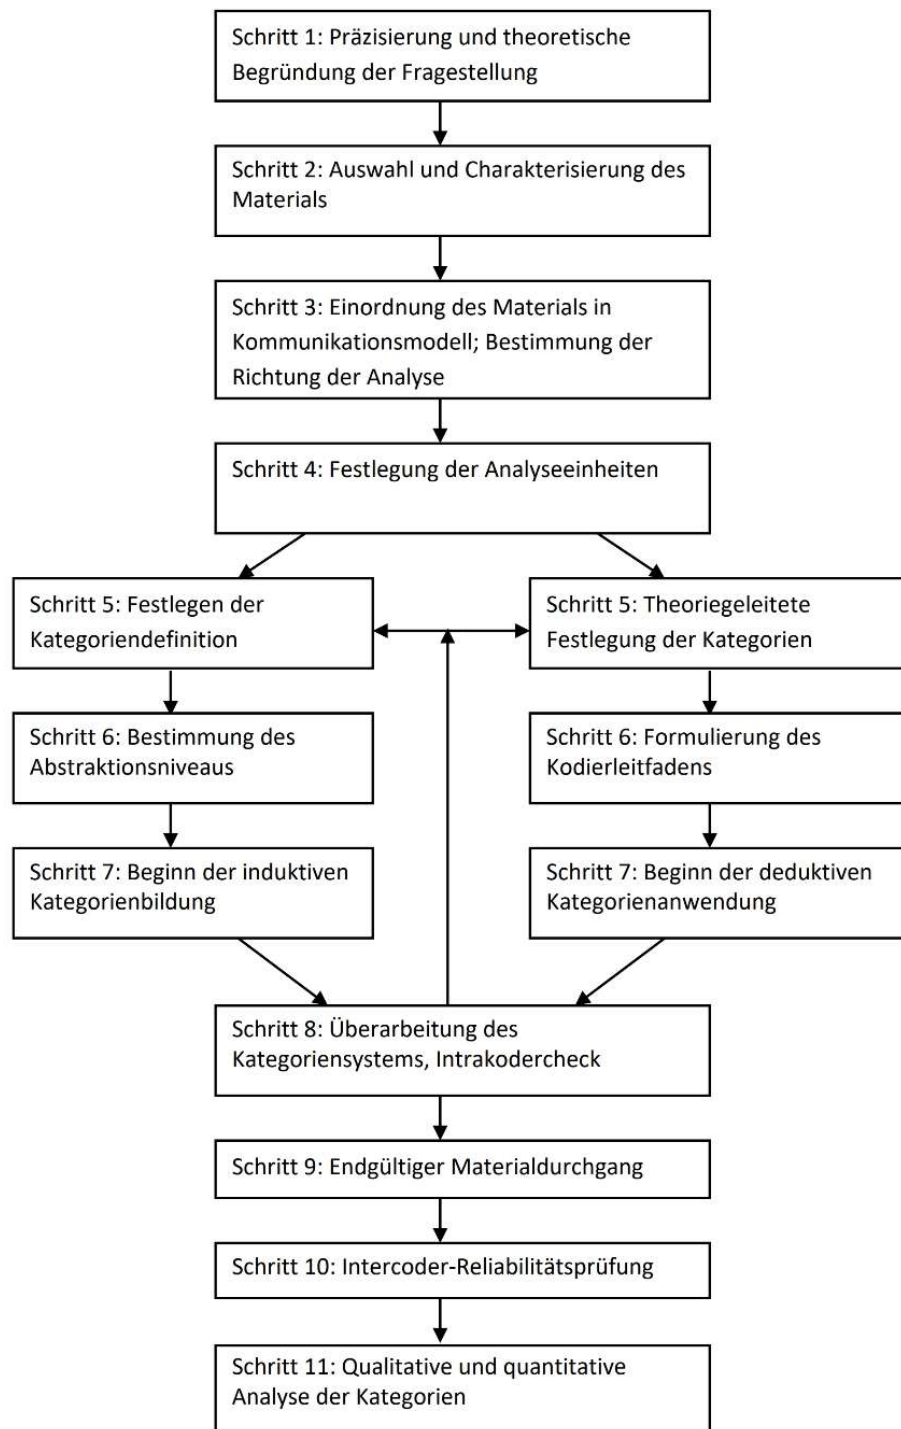 Schritt 1: Präzisierung und theoretische
Begründung der Fragestellung
Schritt 2: Auswahl und Charakterisierung des
Materials
Schritt 3: Einordnung des Materials in
Kommunikationsmodell; Bestimmung der
Richtung der Analyse
Schritt 4: Festlegung der Analyseeinheiten
Schritt 5: Festlegen der
Kategoriendefinition
Schritt 5: Theoriegeleitete
Festlegung der Kategorien
Schritt 6: Bestimmung des
Abstraktionsniveaus
Schritt 6: Formulierung des
Kodierleitfadens
Schritt 7: Beginn der induktiven
Kategorienbildung
Schritt 7: Beginn der deduktiven
Kategorienanwendung
Schritt 8: Überarbeitung des
Kategoriensystems, Intrakodercheck
Schritt 9: Endgültiger Materialdurchgang
Schritt 10: Intercoder-Reliabilitätsprüfung
Schritt 11: Qualitative und quantitative
Analyse der Kategorien